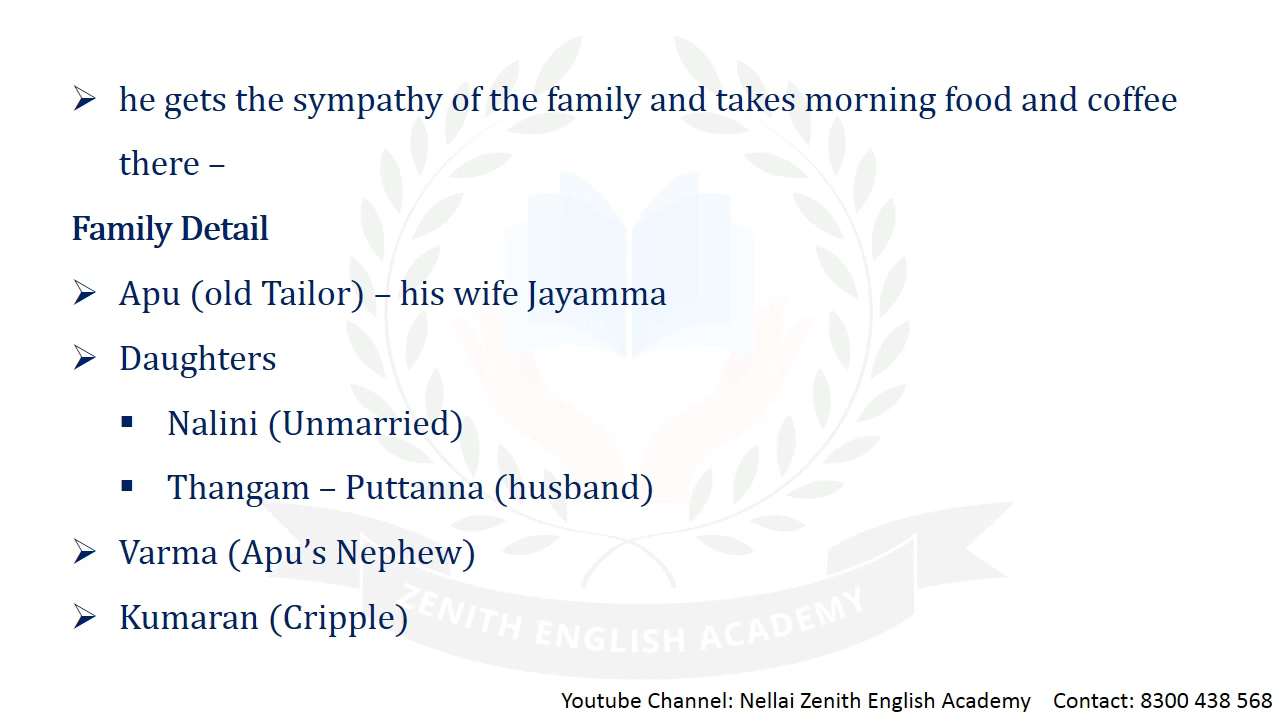 ➢ he gets the sympathy of the family and takes morning food and coffee
there –
Family Detail
➢ Apu (old Tailor) – his wife Jayamma
➢ Daughters
▪ Nalini (Unmarried)
▪ Thangam – Puttanna (husband)
➢ Varma (Apu’s Nephew)
➢ Kumaran (Cripple)
ZENITH ENGLISH ACADEMY
Youtube Channel: Nellai Zenith English Academy Contact: 8300 438 568